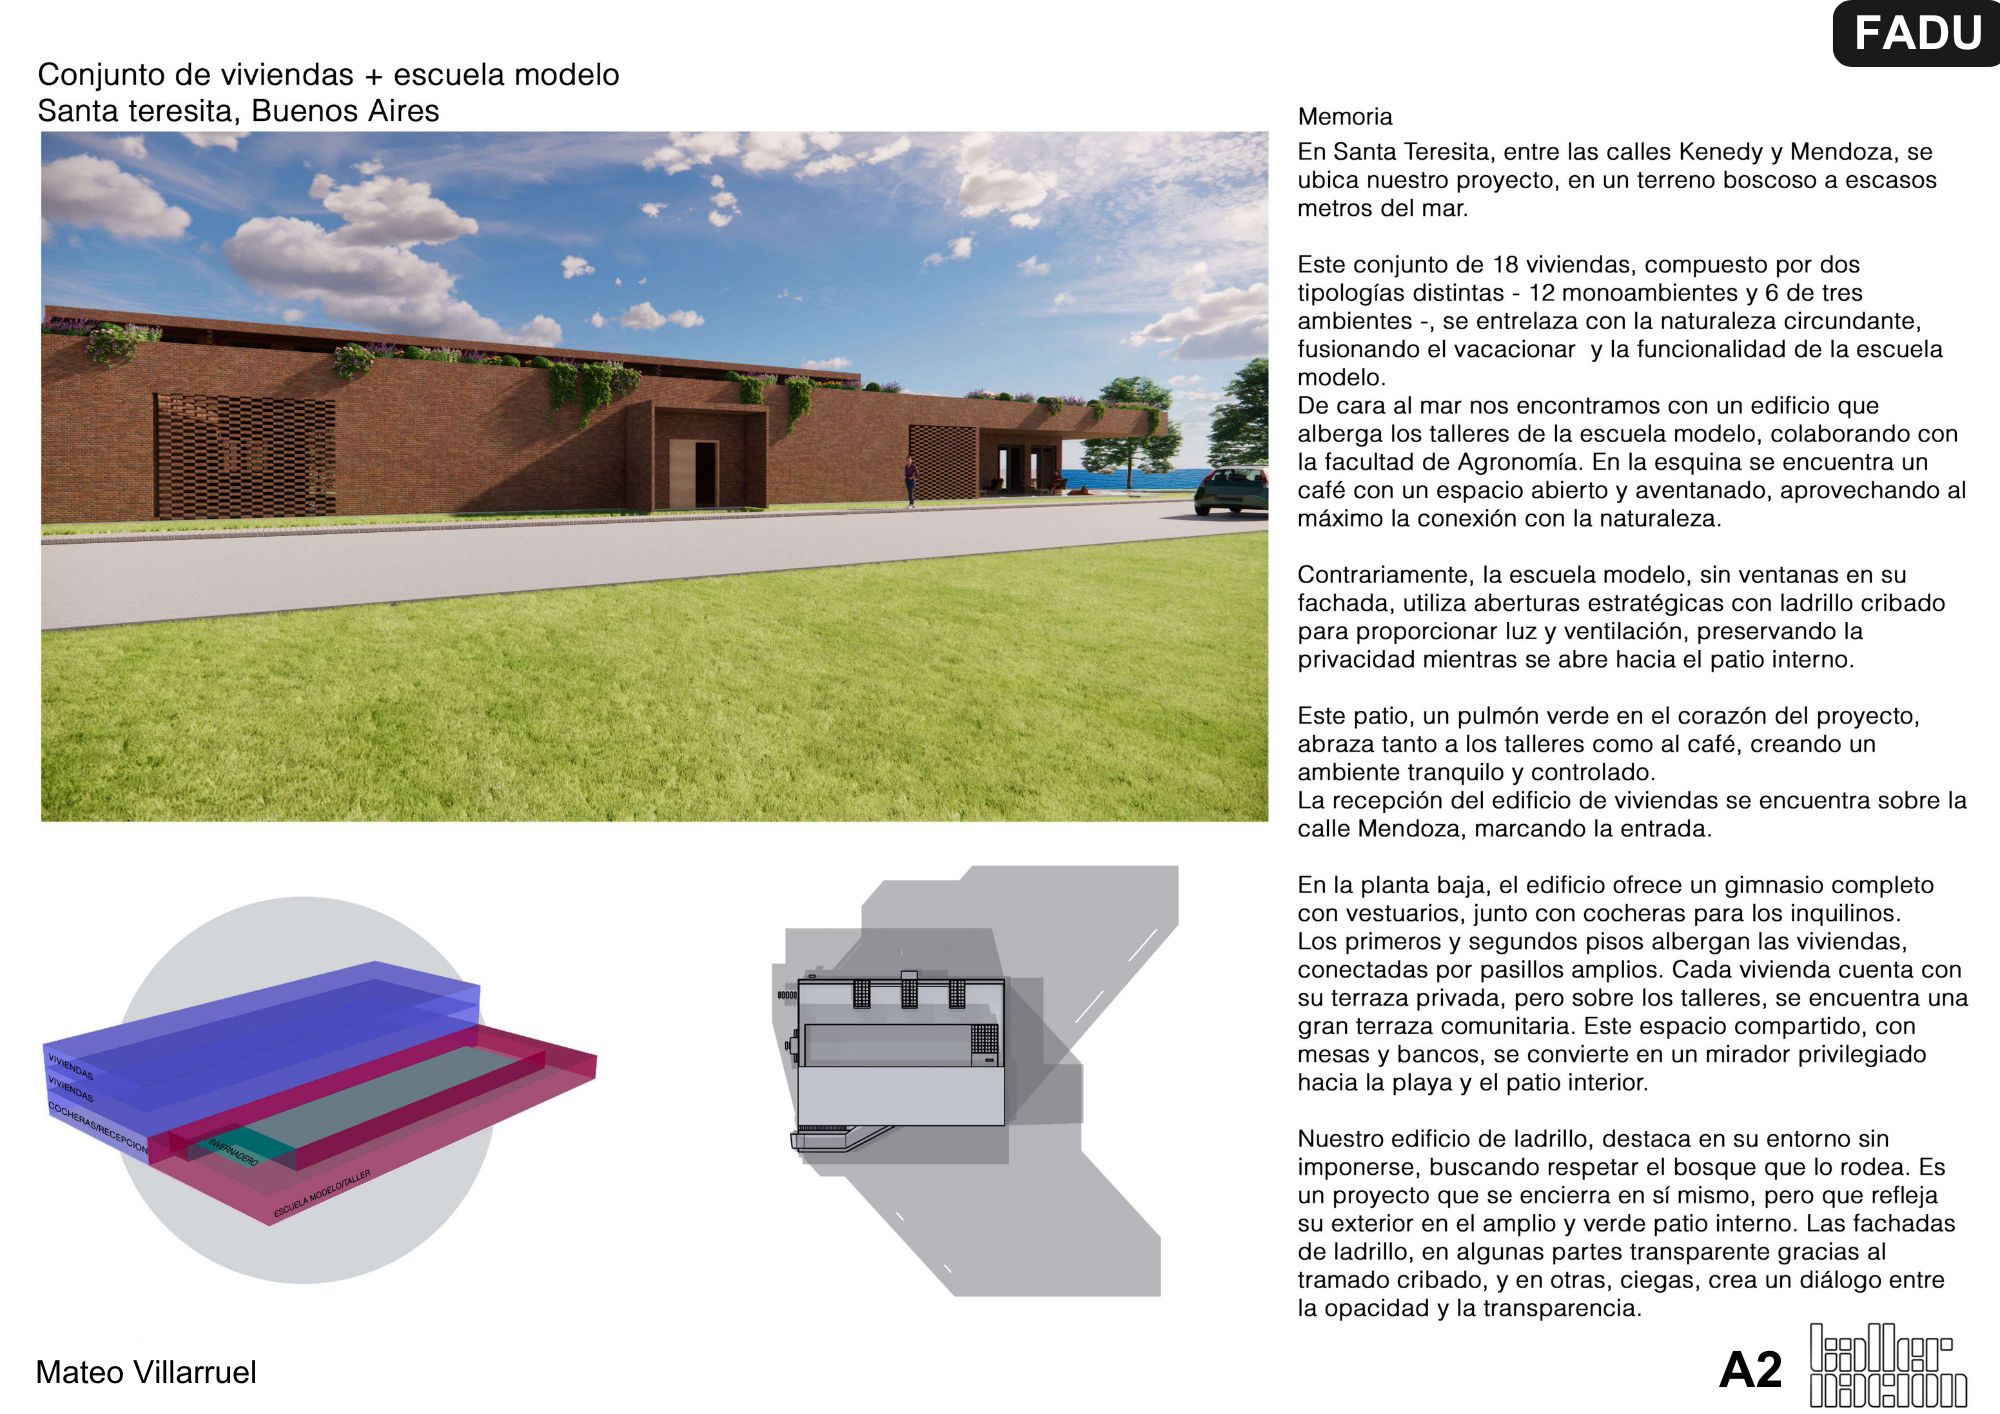 FADU
Conjunto de viviendas + escuela modelo
Santa teresita, Buenos Aires
Memoria
En Santa Teresita, entre las calles Kenedy y Mendoza, se
ubica nuestro proyecto, en un terreno boscoso a escasos
metros del mar.
Este conjunto de 18 viviendas, compuesto por dos
tipologías distintas - 12 monoambientes y 6 de tres
ambientes -, se entrelaza con la naturaleza circundante,
fusionando el vacacionar  y la funcionalidad de la escuela
modelo.
De cara al mar nos encontramos con un edificio que
alberga los talleres de la escuela modelo, colaborando con
la facultad de Agronomía. En la esquina se encuentra un
café con un espacio abierto y aventanado, aprovechando al
máximo la conexión con la naturaleza.
Contrariamente, la escuela modelo, sin ventanas en su
fachada, utiliza aberturas estratégicas con ladrillo cribado
para proporcionar luz y ventilación, preservando la
privacidad mientras se abre hacia el patio interno.
Este patio, un pulmón verde en el corazón del proyecto,
abraza tanto a los talleres como al café, creando un
ambiente tranquilo y controlado.
La recepción del edificio de viviendas se encuentra sobre la
calle Mendoza, marcando la entrada.
En la planta baja, el edificio ofrece un gimnasio completo
con vestuarios, junto con cocheras para los inquilinos.
Los primeros y segundos pisos albergan las viviendas,
conectadas por pasillos amplios. Cada vivienda cuenta con
su terraza privada, pero sobre los talleres, se encuentra una
gran terraza comunitaria. Este espacio compartido, con
mesas y bancos, se convierte en un mirador privilegiado
hacia la playa y el patio interior.
Nuestro edificio de ladrillo, destaca en su entorno sin
imponerse, buscando respetar el bosque que lo rodea. Es
un proyecto que se encierra en sí mismo, pero que refleja
su exterior en el amplio y verde patio interno. Las fachadas
de ladrillo, en algunas partes transparente gracias al
tramado cribado, y en otras, ciegas, crea un diálogo entre
la opacidad y la transparencia.
VIVIENDAS
VIVIENDAS
COCHERAS/RECEPCION
INVERNADERO
ESCUELA MODELO/TALLER
Mateo Villarruel
A2
taller